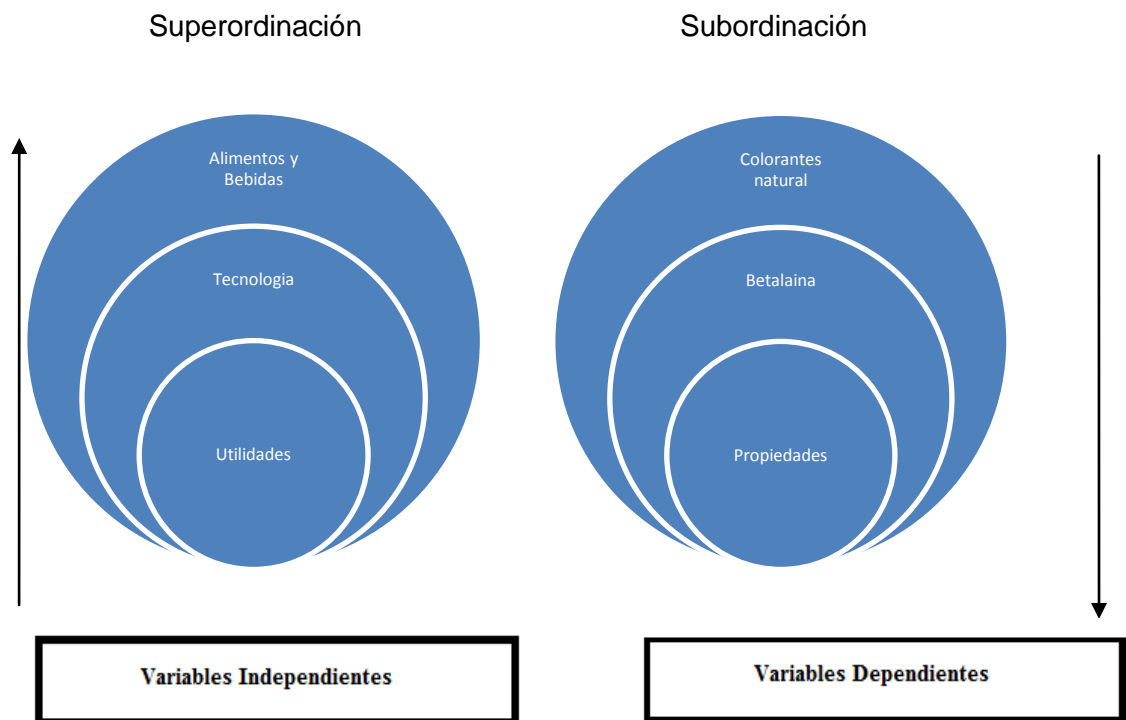 Superordinación
Subordinación
Alimentos y
Bebidas
Tecnologia
Utilidades
Colorantes
natural
Betalaina
Propiedades
Variables Independientes
Variables Dependientes